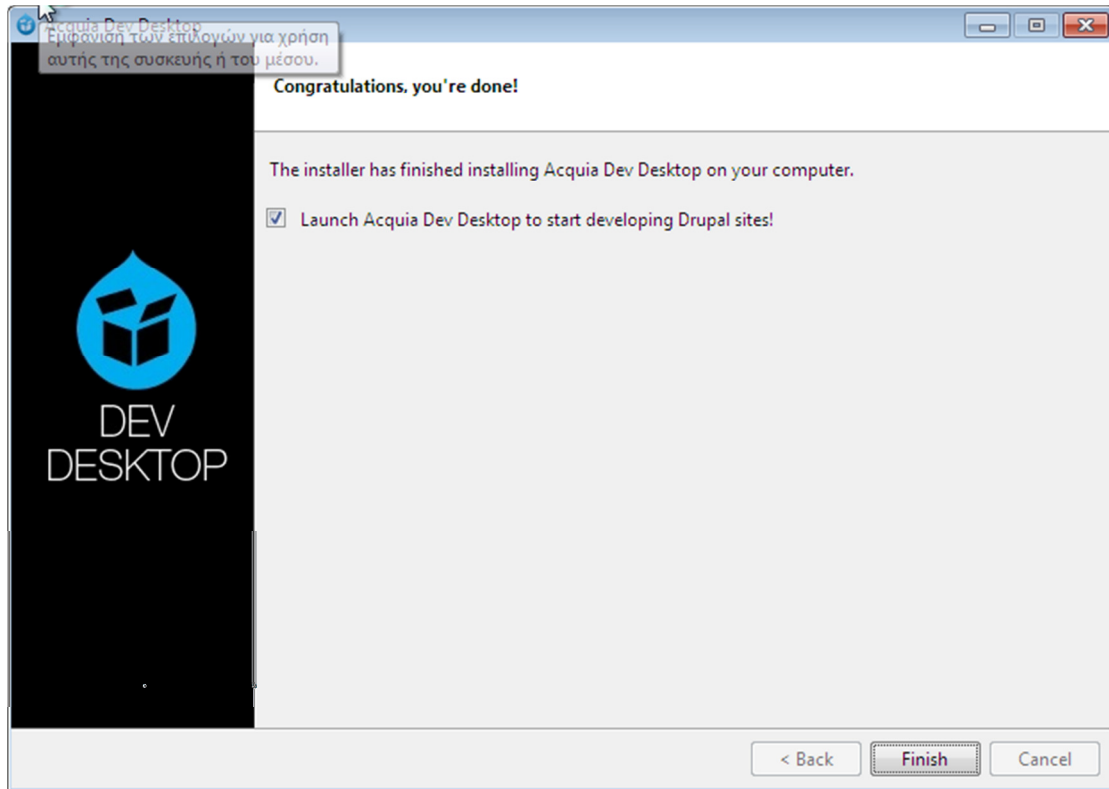 Acquia Dev Desktop
Εμφάνιση των επιλογών για χρήση
αυτής της συσκευής ή του μέσου.
Congratulations, you're done!
The installer has finished installing Acquia Dev Desktop on your computer.
Launch Acquia Dev Desktop to start developing Drupal sites!
DEV
DESKTOP
< Back
Finish
Cancel